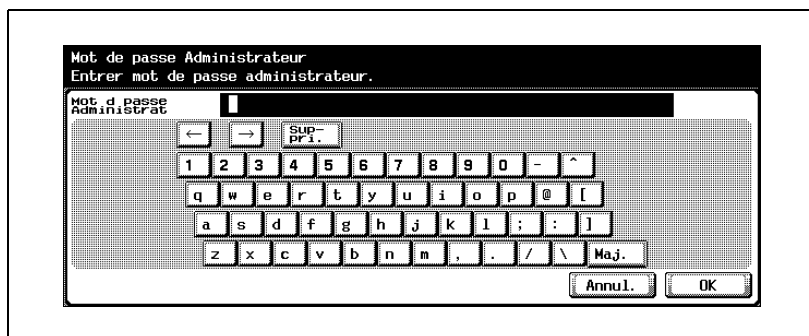 Mot de passe Administrateur
Entrer mot de passe administrateur.
Mot d passe
Administrat
← → Sup-
pri.
1 2 3 4 5 6 7 8 9 0 - ^
q w e r t y u i o p @ [
a s d f g h j k l ; : ]
z x c v b n m , . / \ Maj.
Annul. OK